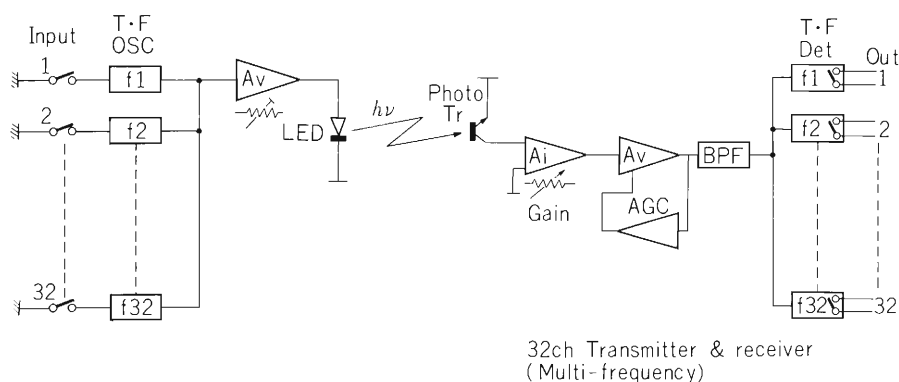 Input
T·F
OSC
1
f1
2
f2
32
f32
Av
LED
hν
Photo
Tr
Ai
Gain
Av
AGC
BPF
T·F
Det
Out
f1
1
f2
2
f32
32
32ch Transmitter & receiver
(Multi-frequency)